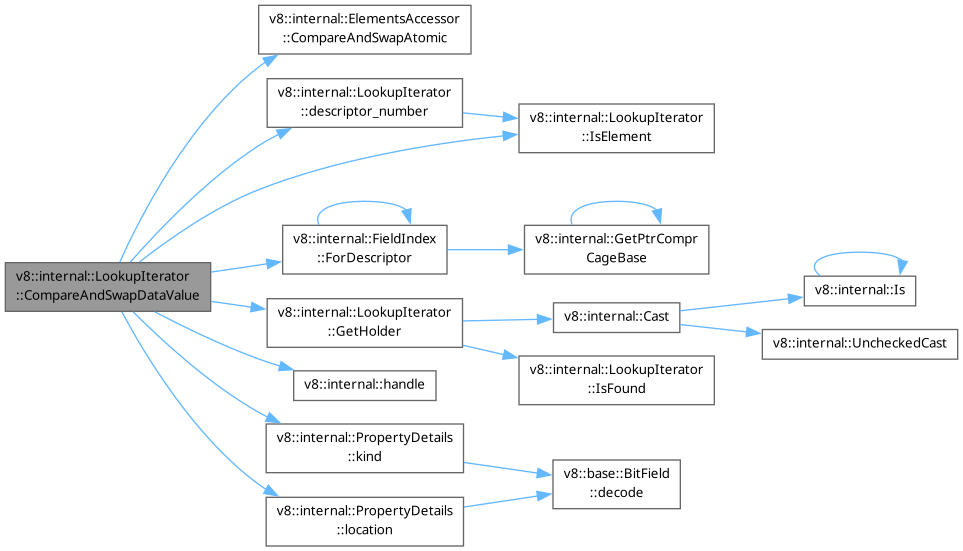 v8::internal::ElementsAccessor
::CompareAndSwapAtomic
v8::internal::LookupIterator
::descriptor_number
v8::internal::LookupIterator
::IsElement
v8::internal::FieldIndex
::ForDescriptor
v8::internal::GetPtrCompr
CageBase
v8::internal::LookupIterator
::CompareAndSwapDataValue
v8::internal::Is
v8::internal::LookupIterator
::GetHolder
v8::internal::Cast
v8::internal::UncheckedCast
v8::internal::LookupIterator
::IsFound
v8::internal::handle
v8::internal::PropertyDetails
::kind
v8::base::BitField
::decode
v8::internal::PropertyDetails
::location